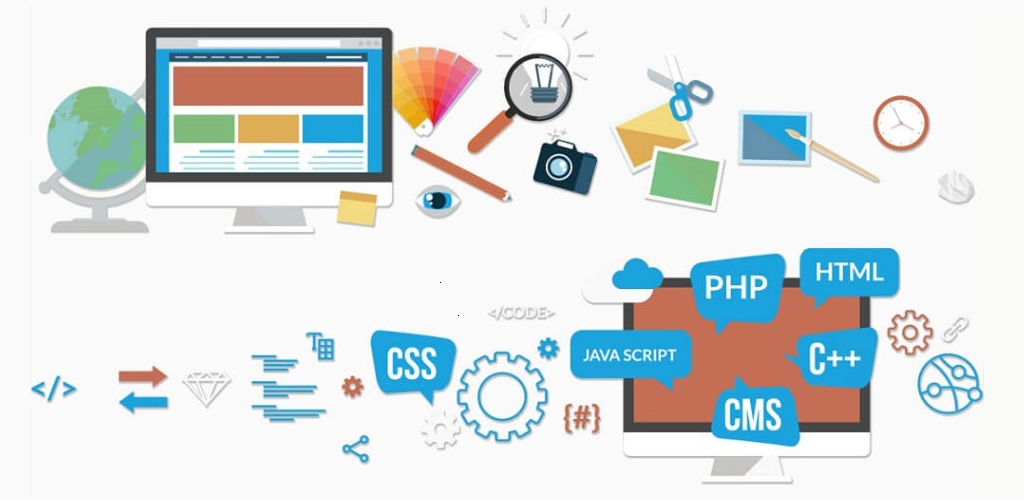 PHP
HTML
</CODE>
JAVA SCRIPT
C++
CSS
</>
{#}
CMS